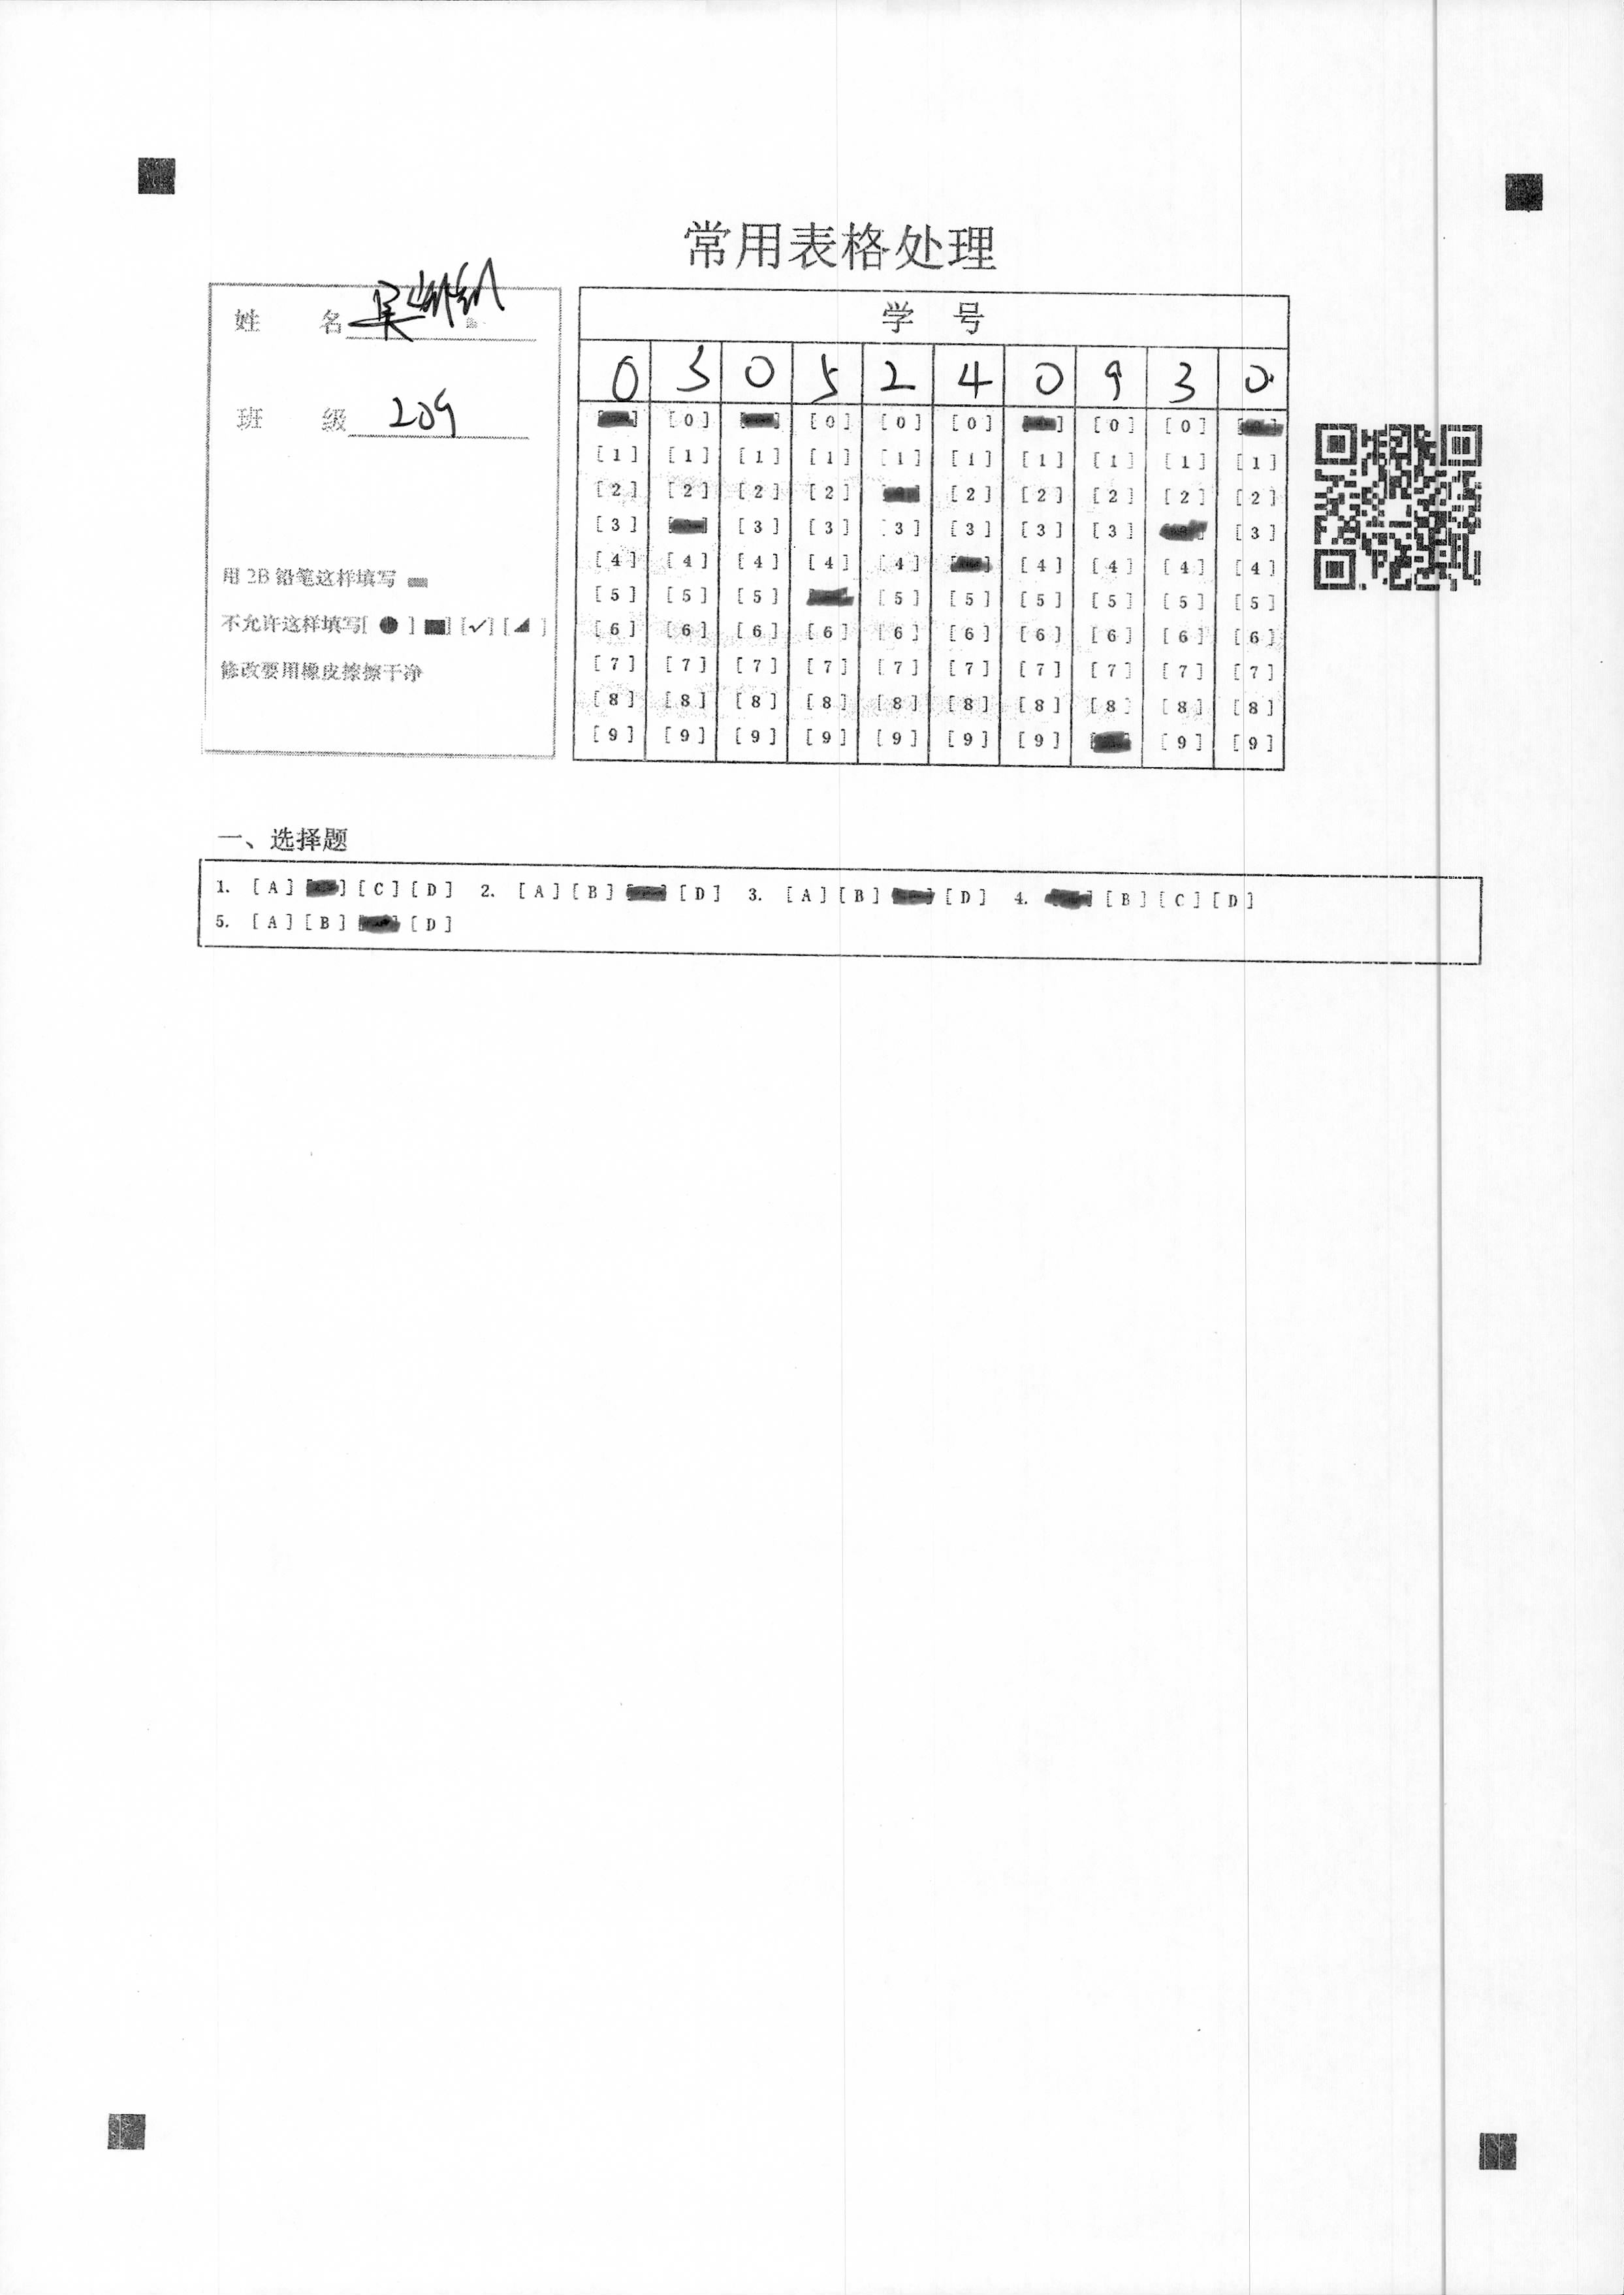 常用表格处理
姓 名
班 级 209
用 2B 铅笔这样填写
不允许这样填写[ ● ] [■] [✓] [◢ ]
修改要用橡皮擦擦干净
学 号
0 3 0 5 2 4 0 9 3 0
[0] [0] [0] [0] [0] [0]
[1] [1] [1] [1] [1] [1] [1] [1] [1] [1]
[2] [2] [2] [2] [2] [2] [2] [2] [2]
[3] [3] [3] [3] [3] [3] [3] [3]
[4] [4] [4] [4] [4] [4] [4] [4] [4]
[5] [5] [5] [5] [5] [5] [5] [5] [5]
[6] [6] [6] [6] [6] [6] [6] [6] [6] [6]
[7] [7] [7] [7] [7] [7] [7] [7] [7] [7]
[8] [8] [8] [8] [8] [8] [8] [8] [8] [8]
[9] [9] [9] [9] [9] [9] [9] [9] [9]
一、选择题
1. [A] [C] [D] 2. [A] [B] [D] 3. [A] [B] [D] 4. [B] [C] [D]
5. [A] [B] [D]